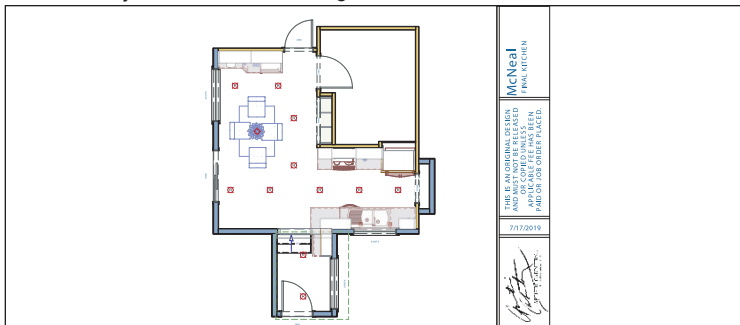 McNeal
FINAL KITCHEN
THIS IS AN ORIGINAL DESIGN
AND MUST NOT BE RELEASED
OR COPIED UNLESS
APPLICABLE FEE HAS BEEN
PAID OR JOB ORDER PLACED.
7/17/2019